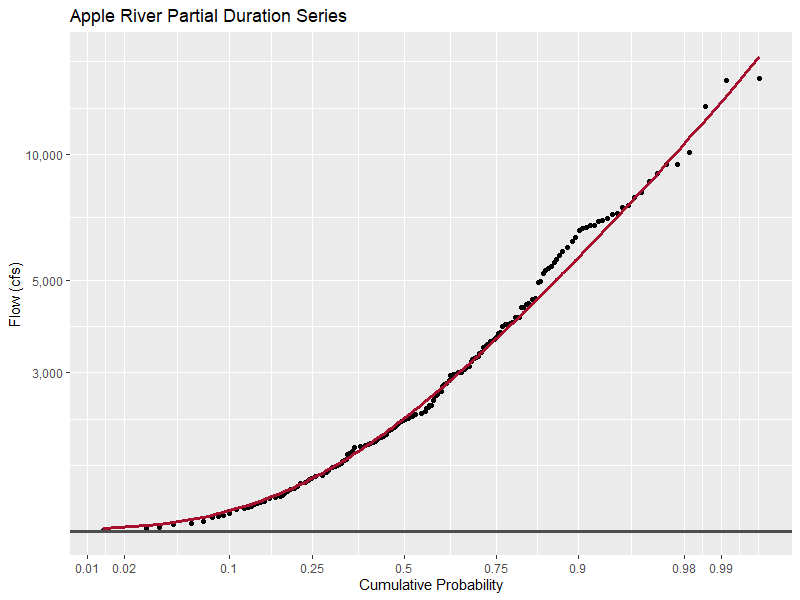 Apple River Partial Duration Series
10,000
5,000
3,000
Flow (cfs)
0.01 0.02 0.1 0.25 0.5 0.75 0.9 0.98 0.99
Cumulative Probability